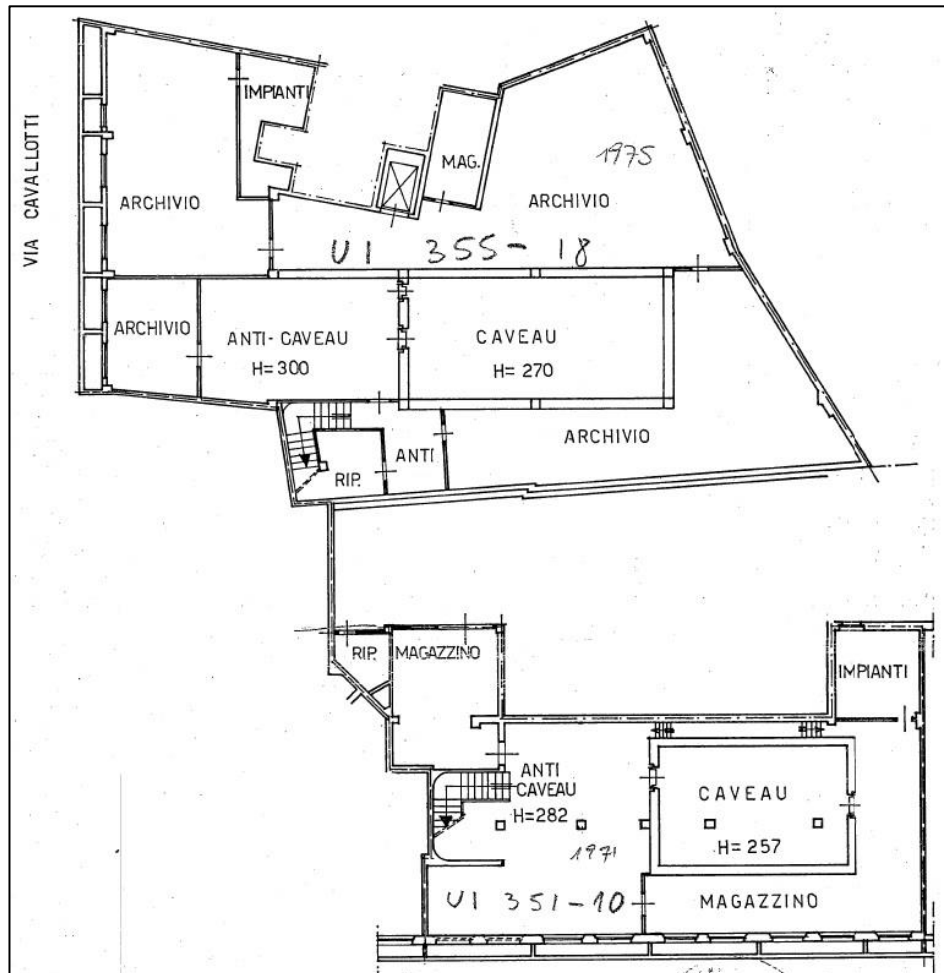 VIA CAVALLOTTI
IMPIANTI
MAG.
1975
ARCHIVIO
ARCHIVIO
UI 355-18
ARCHIVIO
ANTI-CAVEAU
H=300
CAVEAU
H=270
ARCHIVIO
ANTI
RIP.
RIP.
MAGAZZINO
IMPIANTI
ANTI
CAVEAU
H=282
CAVEAU
H=257
1971
UI 351-10
MAGAZZINO